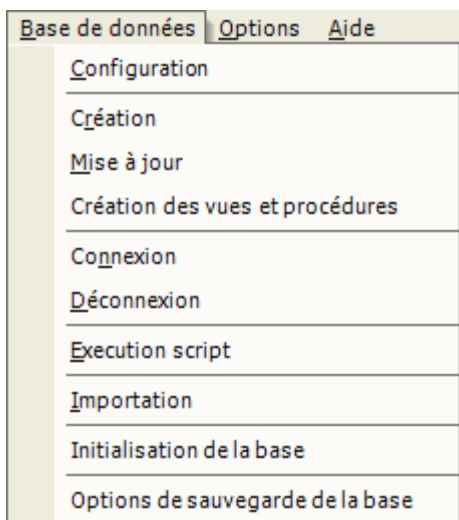 Base de données Options Aide
Configuration
Création
Mise à jour
Création des vues et procédures
Connexion
Déconnexion
Execution script
Importation
Initialisation de la base
Options de sauvegarde de la base